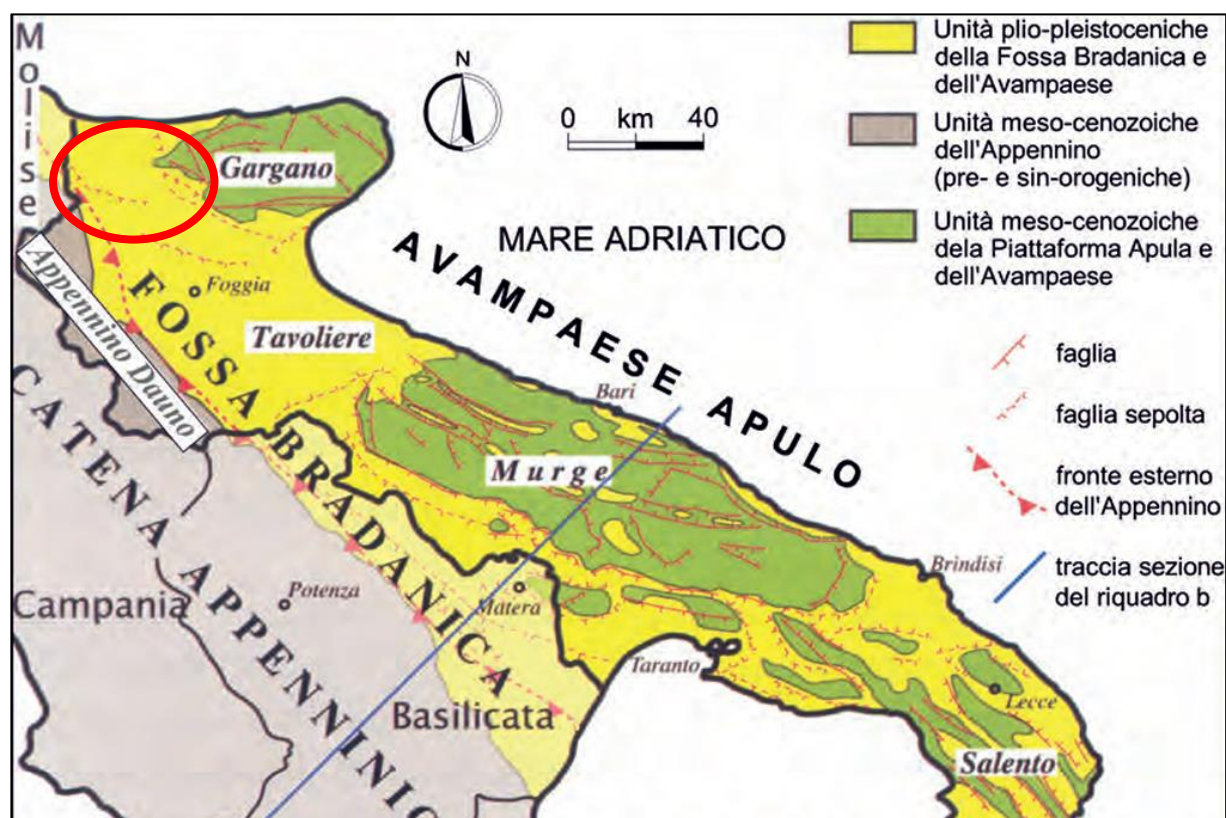 Molise
Unità plio-pleistoceniche
della Fossa Bradanica e
dell'Avampaese
N
0 km 40
Unità meso-cenozoiche
dell'Appennino
(pre- e sin-orogeniche)
Gargano
MARE ADRIATICO
Unità meso-cenozoiche
dela Piattaforma Apula e
dell'Avampaese
Appennino Dauno
Foggia
FOSSA BRADANICA
AVAMPAESE APULO
Tavoliere
faglia
Bari
faglia sepolta
Murge
fronte esterno
dell'Appennino
CATENA APPENNINIC
Brindisi
traccia sezione
del riquadro b
Campania
Potenza
Matera
Taranto
Basilicata
Lecce
Salento